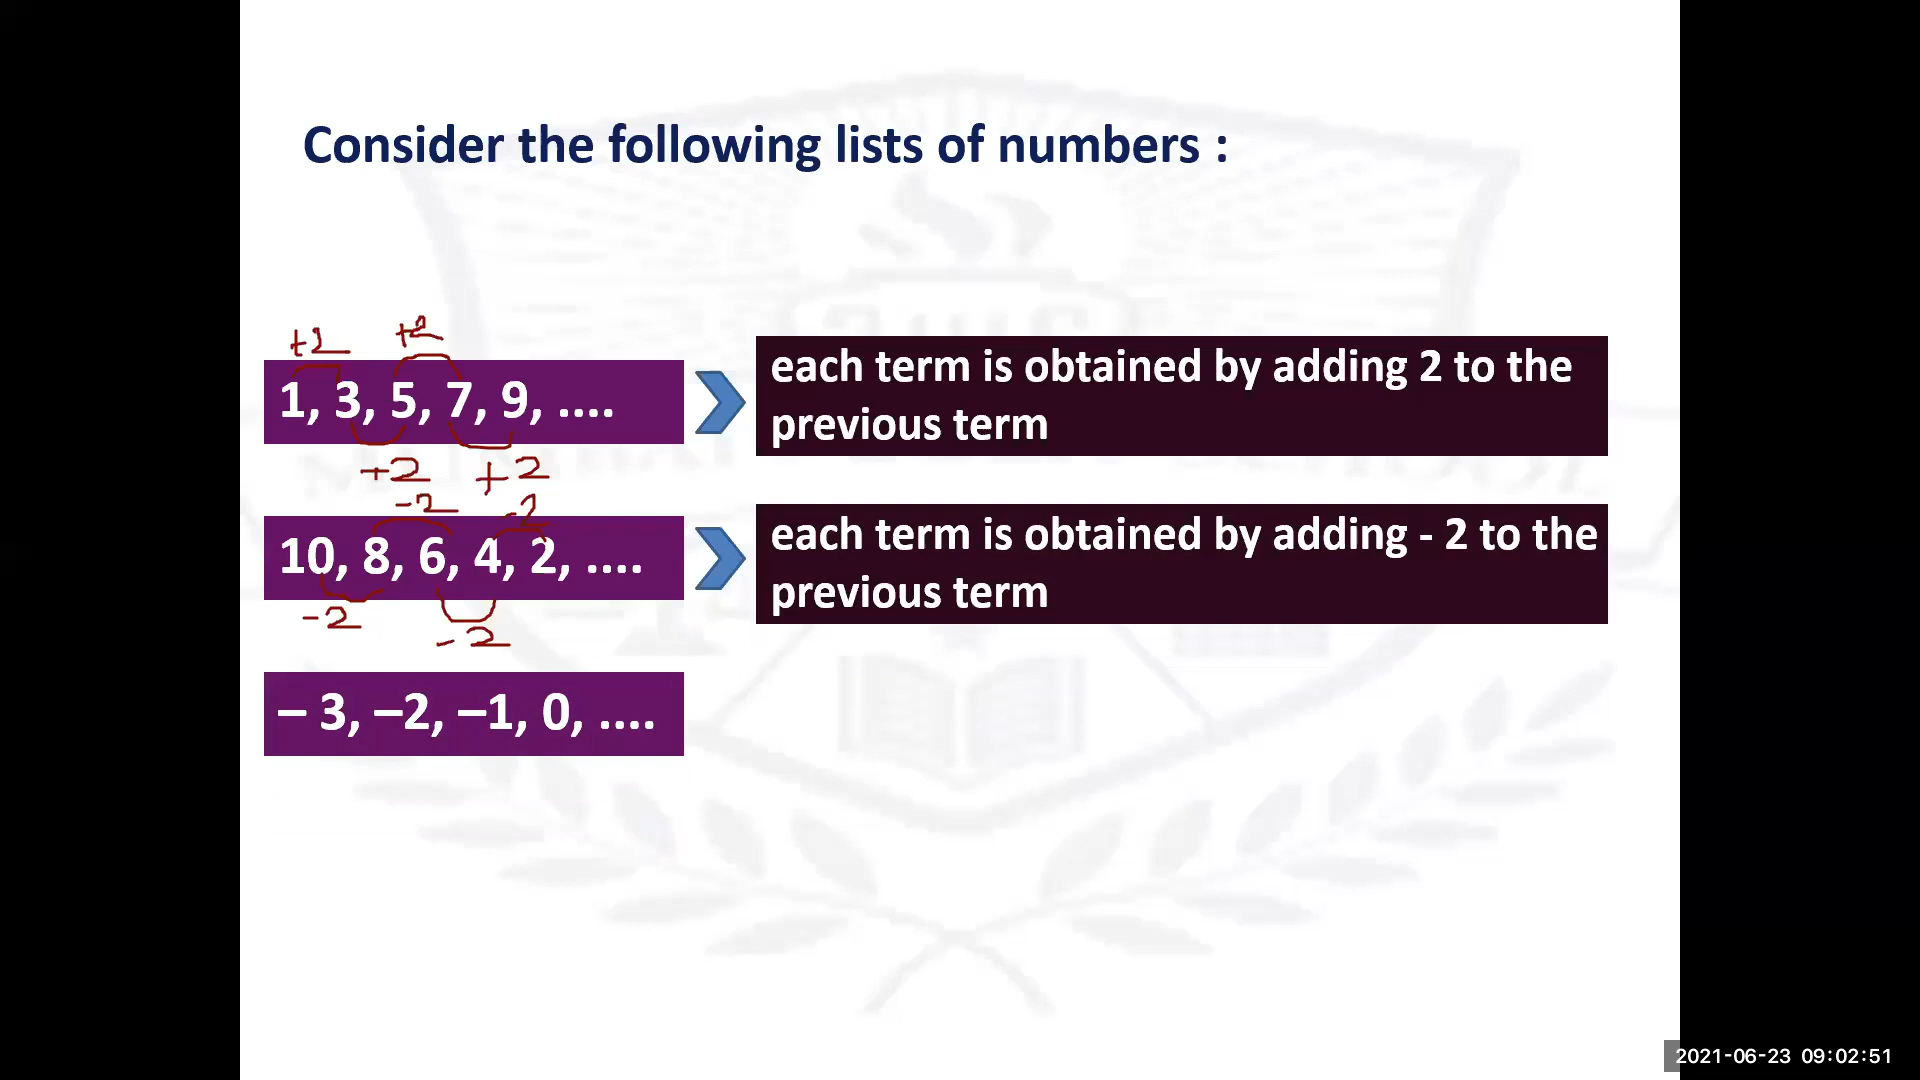 Consider the following lists of numbers :
+2 +2
1, 3, 5, 7, 9, ....
each term is obtained by adding 2 to the
previous term
+2 +2
-2 -2
10, 8, 6, 4, 2, ....
each term is obtained by adding - 2 to the
previous term
-2
-2
– 3, –2, –1, 0, ....
2021-06-23 09:02:51